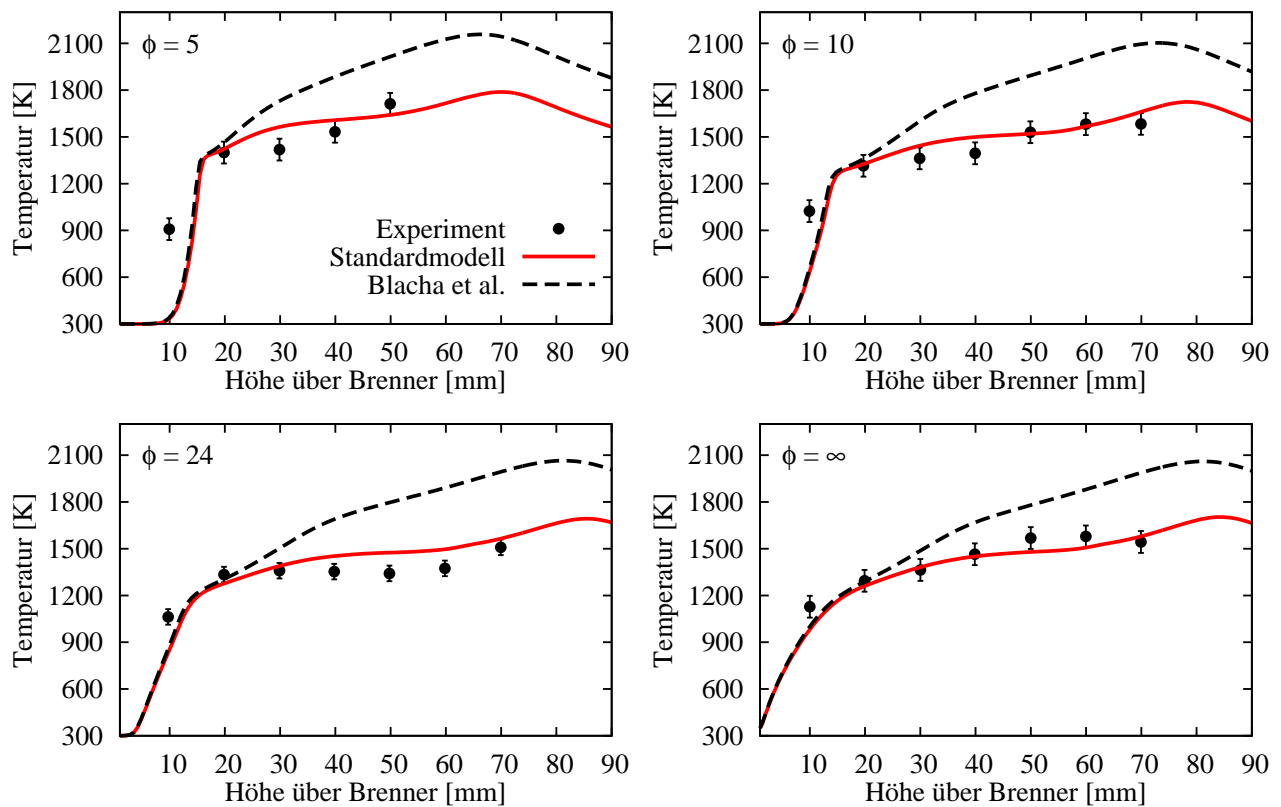 ϕ = 5
Temperatur [K]
2100
1800
1500
1200
900
600
300
Experiment
Standardmodell
Blacha et al.
10 20 30 40 50 60 70 80 90
Höhe über Brenner [mm]
ϕ = 10
Temperatur [K]
2100
1800
1500
1200
900
600
300
10 20 30 40 50 60 70 80 90
Höhe über Brenner [mm]
ϕ = 24
Temperatur [K]
2100
1800
1500
1200
900
600
300
10 20 30 40 50 60 70 80 90
Höhe über Brenner [mm]
ϕ = ∞
Temperatur [K]
2100
1800
1500
1200
900
600
300
10 20 30 40 50 60 70 80 90
Höhe über Brenner [mm]